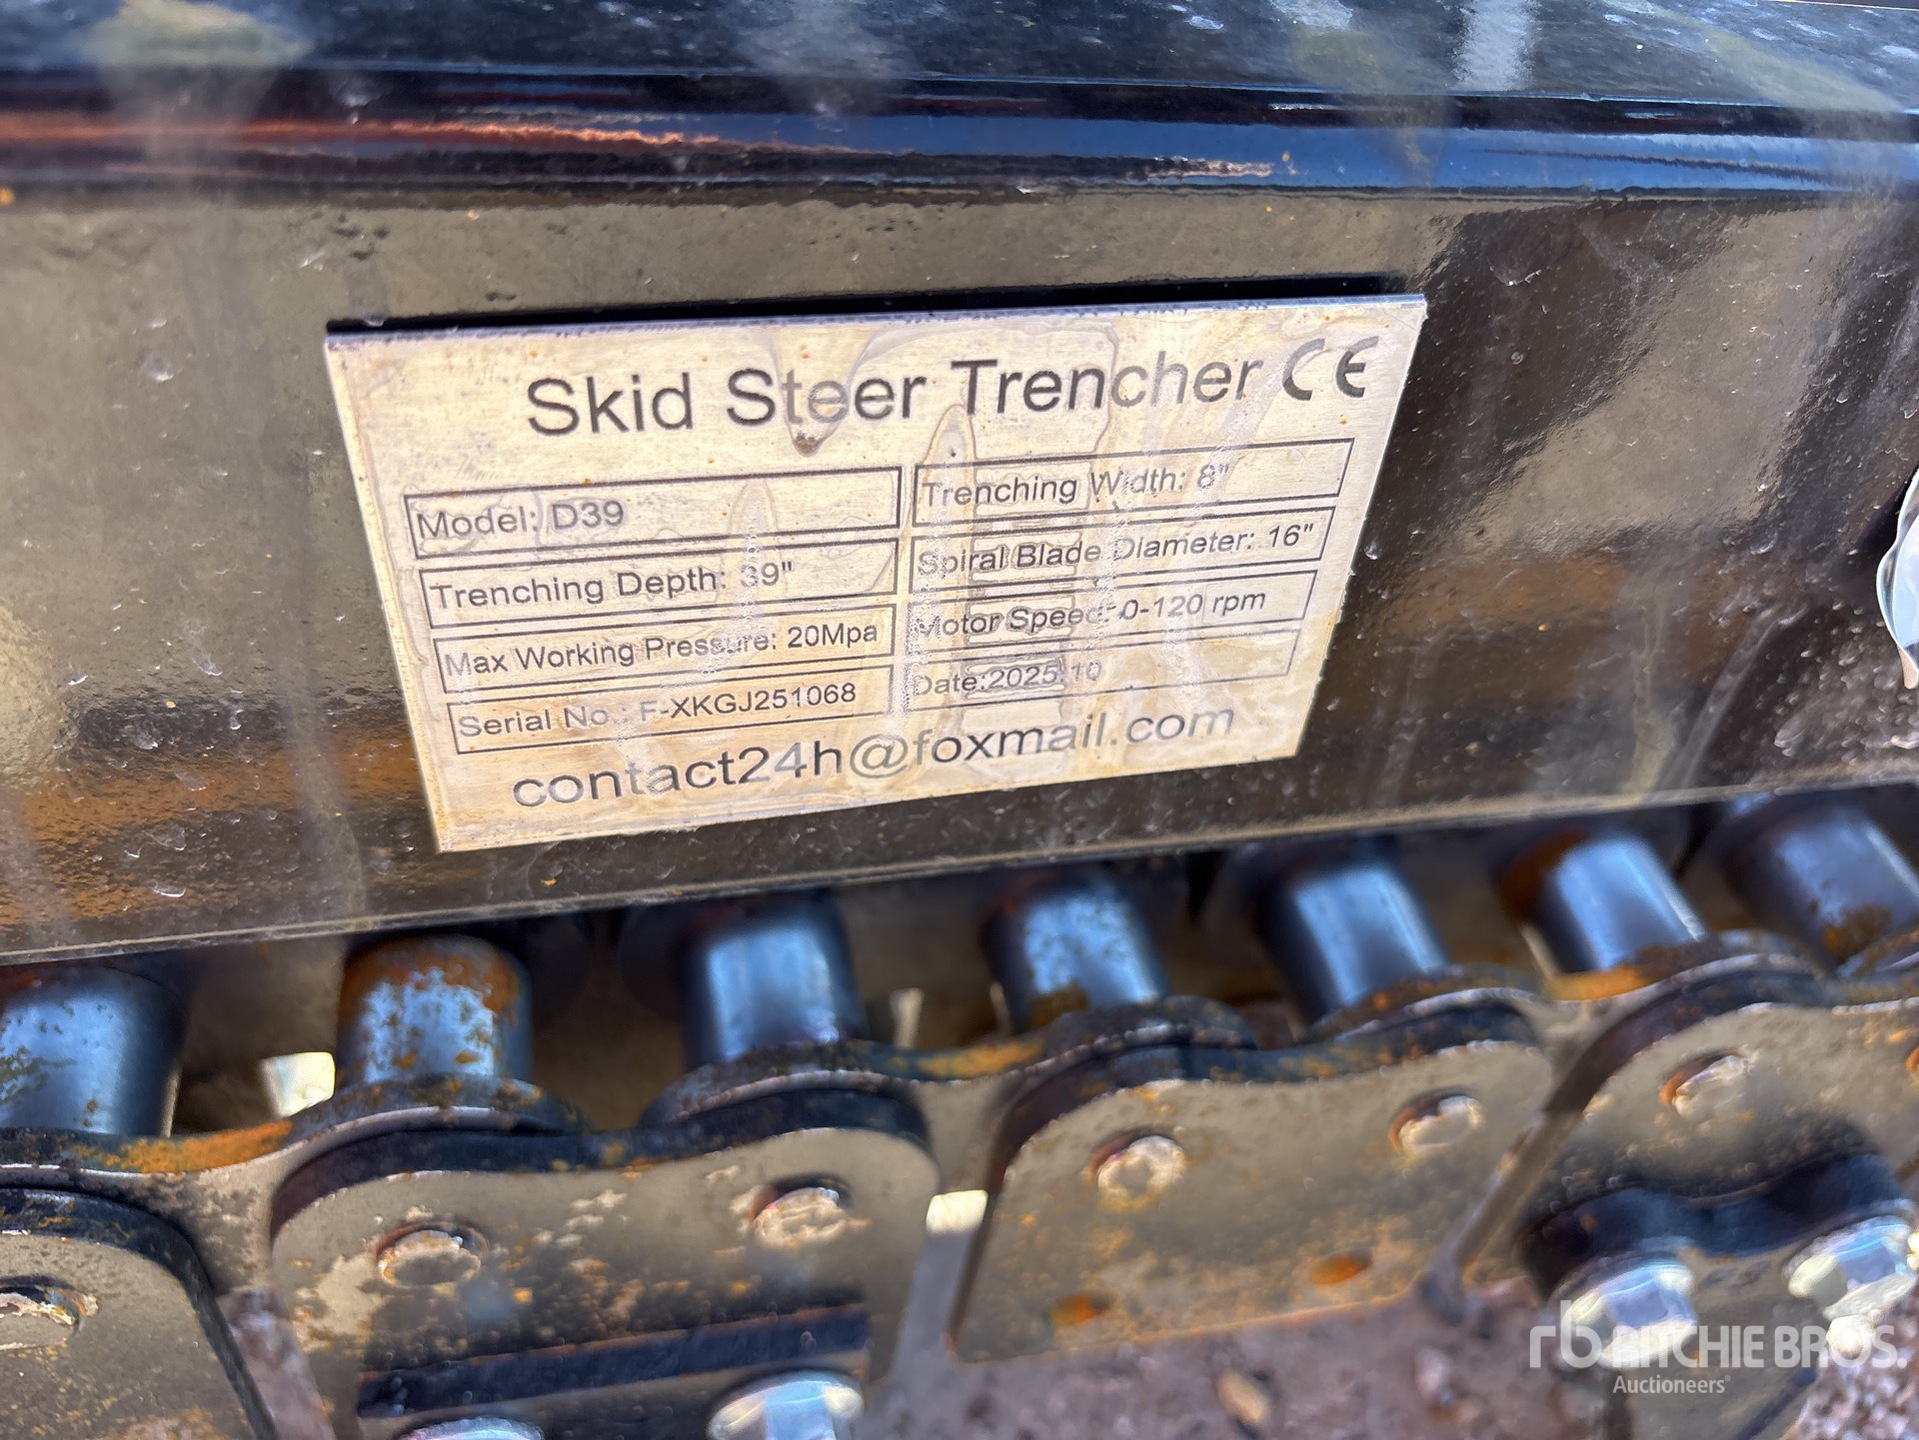 Skid Steer Trencher CE
Model: D39
Trenching Width: 8"
Trenching Depth: 39"
Spiral Blade Diameter: 16"
Max Working Pressure: 20Mpa
Motor Speed: 0-120 rpm
Serial No.: F-XKGJ251068
Date:2025.10
contact24h@foxmail.com
rb RITCHIE BROS.
Auctioneers